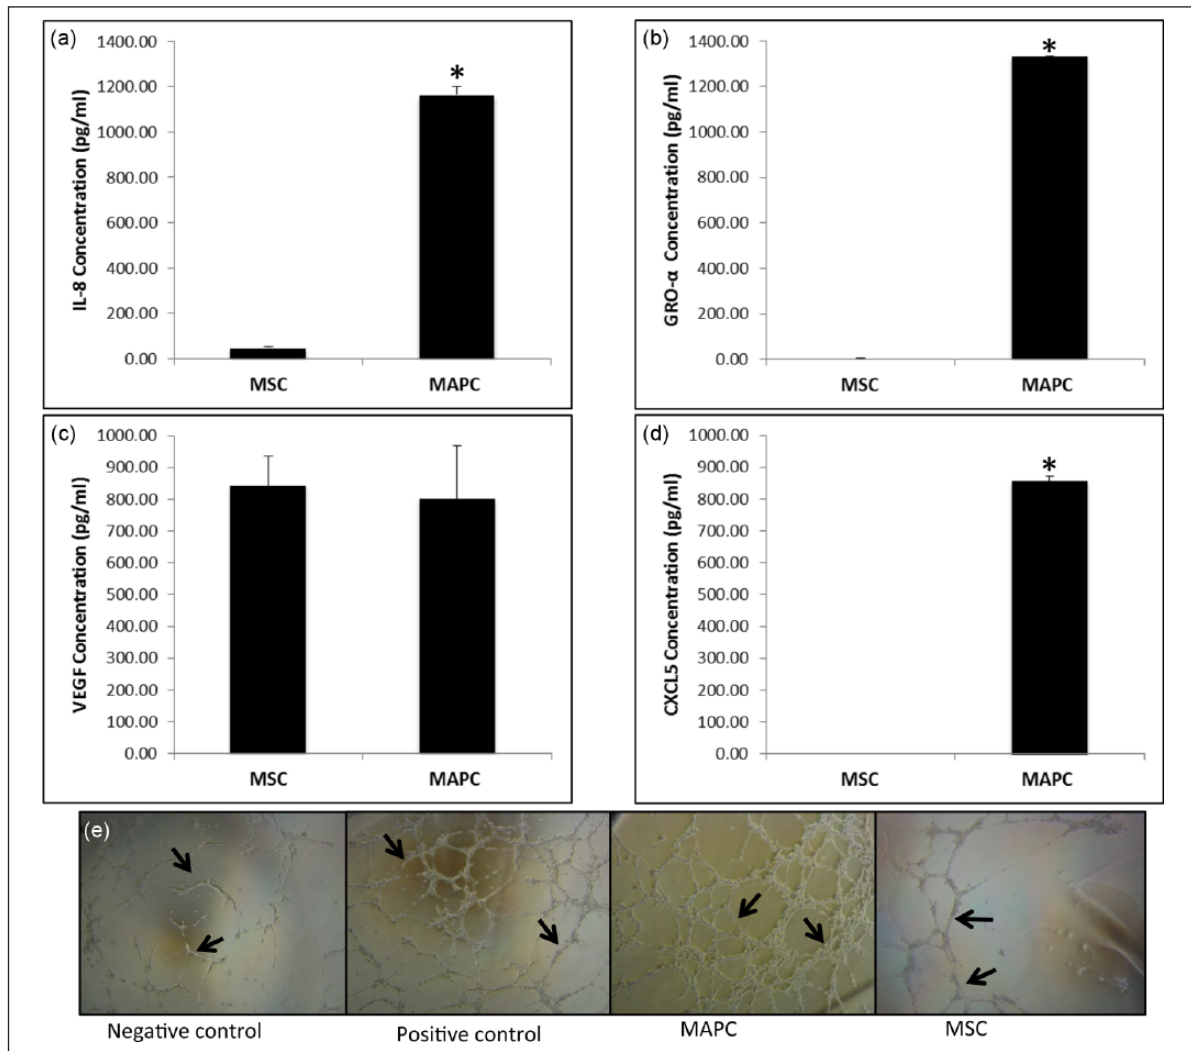 (a)
*
IL-8 Concentration (pg/ml)
1400.00
1200.00
1000.00
800.00
600.00
400.00
200.00
0.00
MSC MAPC
(b)
*
GRO-α Concentration (pg/ml)
1400.00
1200.00
1000.00
800.00
600.00
400.00
200.00
0.00
MSC MAPC
(c)
VEGF Concentration (pg/ml)
1000.00
900.00
800.00
700.00
600.00
500.00
400.00
300.00
200.00
100.00
0.00
MSC MAPC
(d)
*
CXCL5 Concentration (pg/ml)
1000.00
900.00
800.00
700.00
600.00
500.00
400.00
300.00
200.00
100.00
0.00
MSC MAPC
(e)
Negative control Positive control MAPC MSC